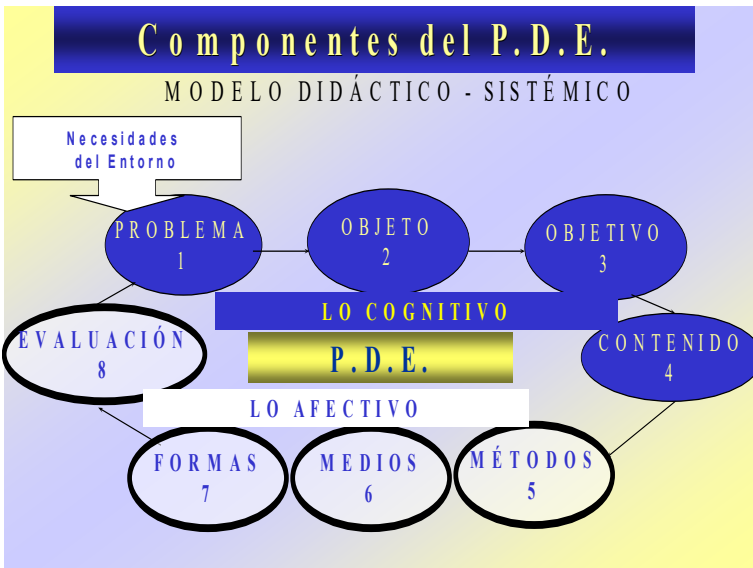 Componentes del P.D.E.
MODELO DIDÁCTICO - SISTÉMICO
Necesidades
del Entorno
PROBLEMA
1
OBJETO
2
OBJETIVO
3
LO COGNITIVO
EVALUACIÓN
8
P.D.E.
CONTENIDO
4
LO AFECTIVO
FORMAS
7
MEDIOS
6
MÉTODOS
5